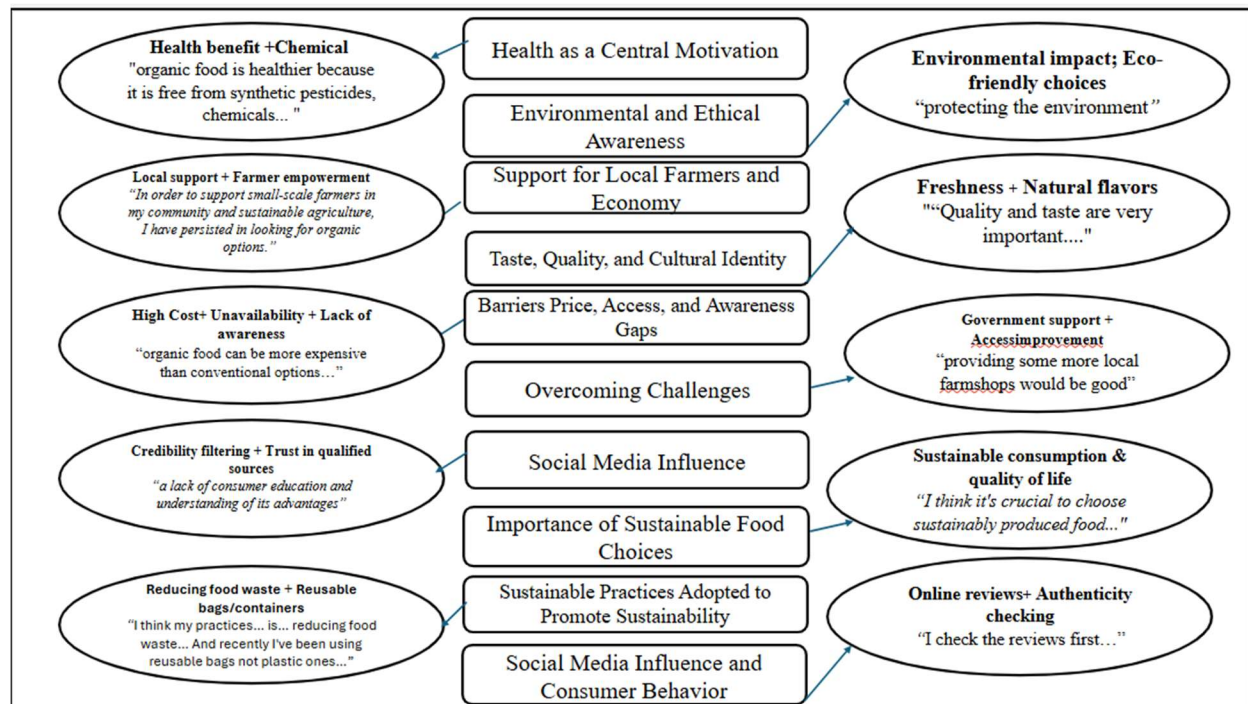 Health benefit +Chemical
"organic food is healthier because
it is free from synthetic pesticides,
chemicals... "
Health as a Central Motivation
Environmental impact; Eco-
friendly choices
“protecting the environment”
Environmental and Ethical
Awareness
Local support + Farmer empowerment
“In order to support small-scale farmers in
my community and sustainable agriculture,
I have persisted in looking for organic
options.”
Support for Local Farmers and
Economy
Freshness + Natural flavors
"“Quality and taste are very
important...."
Taste, Quality, and Cultural Identity
High Cost+ Unavailability + Lack of
awareness
“organic food can be more expensive
than conventional options…”
Barriers Price, Access, and Awareness
Gaps
Government support +
Accessimprovement
“providing some more local
farmshops would be good”
Overcoming Challenges
Credibility filtering + Trust in qualified
sources
“a lack of consumer education and
understanding of its advantages”
Social Media Influence
Sustainable consumption &
quality of life
“I think it's crucial to choose
sustainably produced food..."
Importance of Sustainable Food
Choices
Reducing food waste + Reusable
bags/containers
“I think my practices... is... reducing food
waste... And recently I've been using
reusable bags not plastic ones...”
Sustainable Practices Adopted to
Promote Sustainability
Online reviews+ Authenticity
checking
“I check the reviews first…”
Social Media Influence and
Consumer Behavior